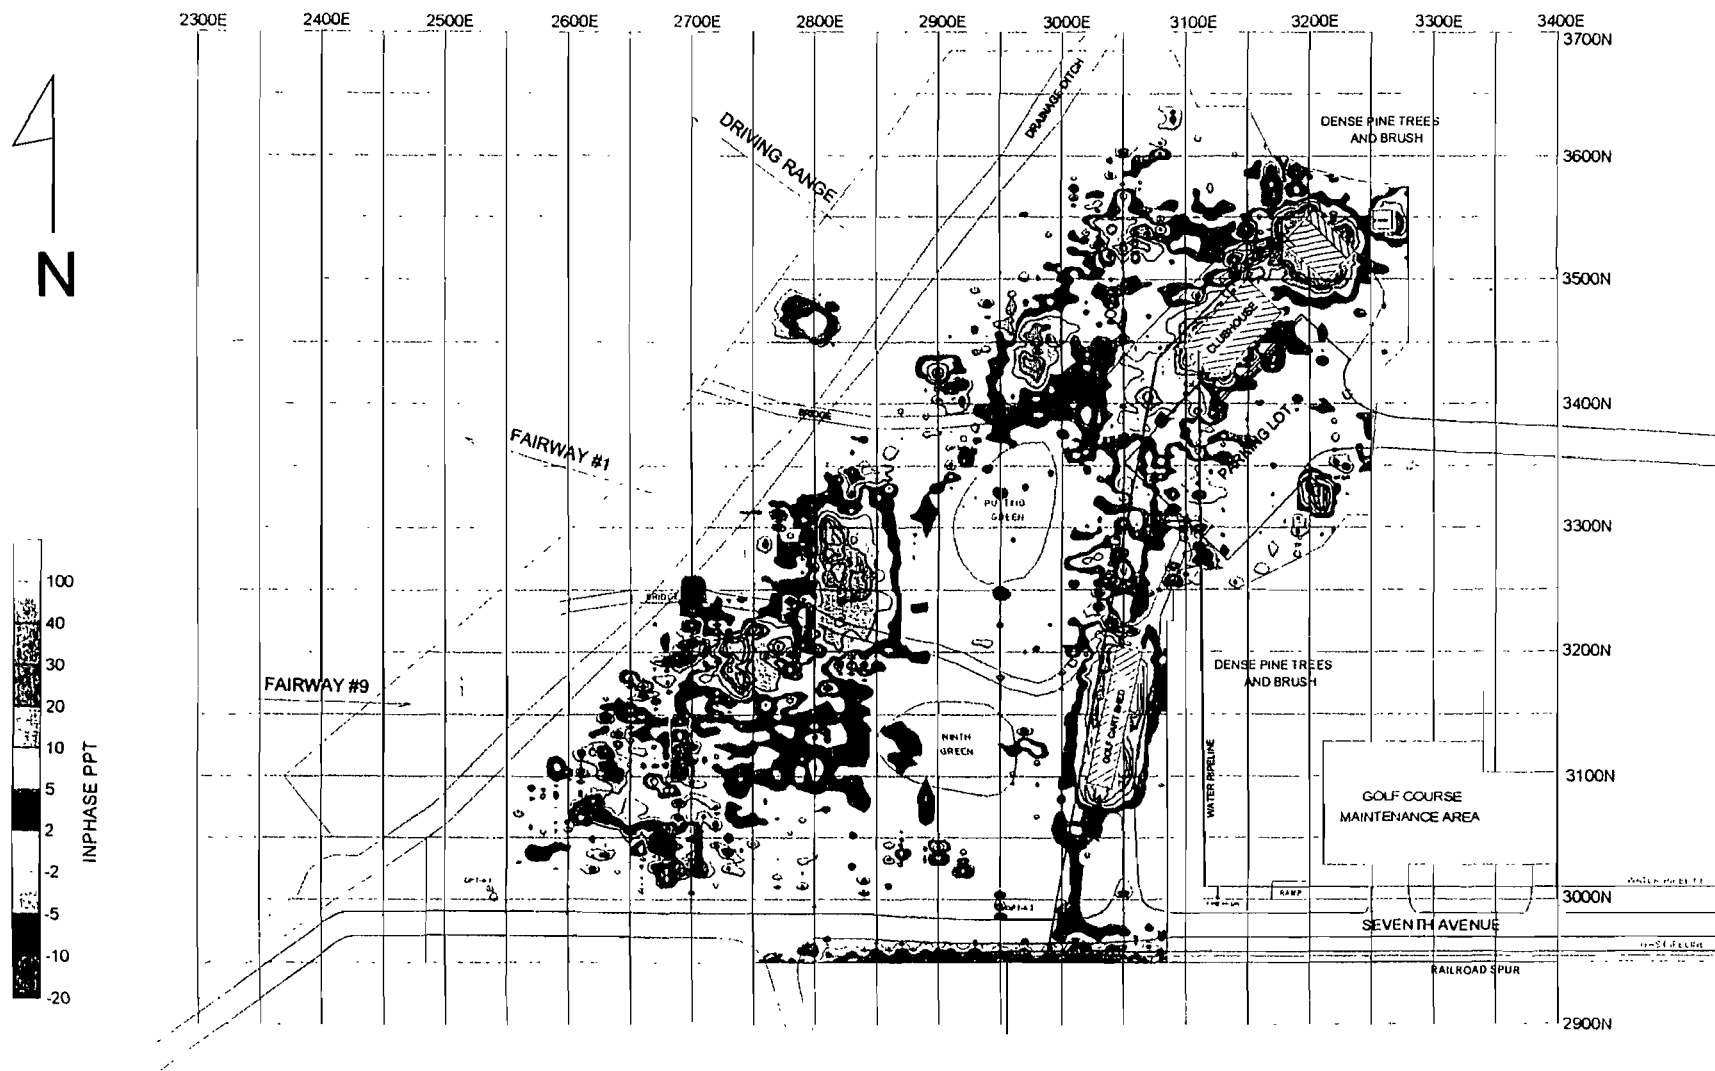 2300E 2400E 2500E 2600E 2700E 2800E 2900E 3000E 3100E 3200E 3300E 3400E
3700N
DRAINAGE DITCH
DRIVING RANGE
DENSE PINE TREES
AND BRUSH
3600N
N
3500N
CLUBHOUSE
BRIDGE
3400N
FAIRWAY #1
PARKING LOT
PUTTING
GREEN
3300N
BRIDGE
3200N
FAIRWAY #9
DENSE PINE TREES
AND BRUSH
GOLF CART SHED
NINTH
GREEN
WATER PIPELINE
3100N
GOLF COURSE
MAINTENANCE AREA
RAMP
3000N
SEVENTH AVENUE
RAILROAD SPUR
2900N
100
40
30
20
10
5
2
-2
-5
-10
-20
INPHASE PPT